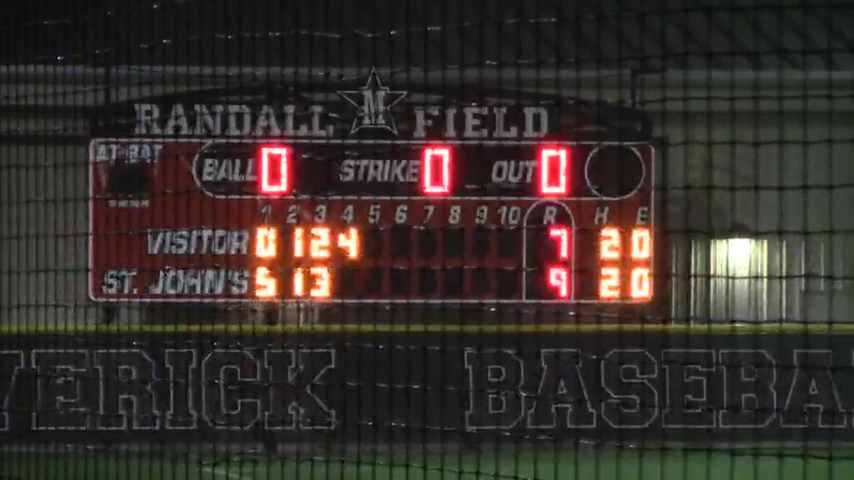 RANDALL M FIELD
AT BAT
BALL 0 STRIKE 0 OUT 0
1 2 3 4 5 6 7 8 9 10 R H E
VISITOR 0 1 2 4 7 2 0
ST. JOHN'S 5 1 3 9 2 0
VERICK BASEBA